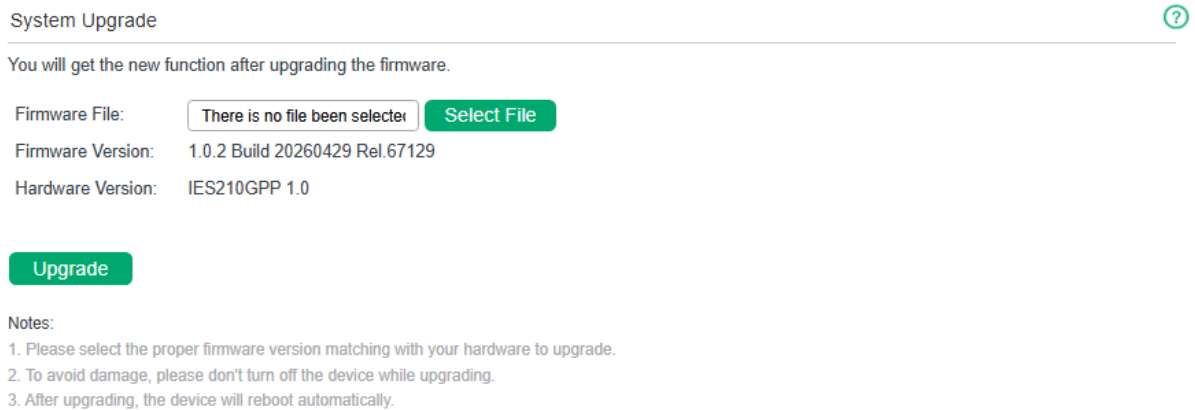 System Upgrade
?
You will get the new function after upgrading the firmware.
Firmware File: There is no file been selected Select File
Firmware Version: 1.0.2 Build 20260429 Rel.67129
Hardware Version: IES210GPP 1.0
Upgrade
Notes:
1. Please select the proper firmware version matching with your hardware to upgrade.
2. To avoid damage, please don't turn off the device while upgrading.
3. After upgrading, the device will reboot automatically.